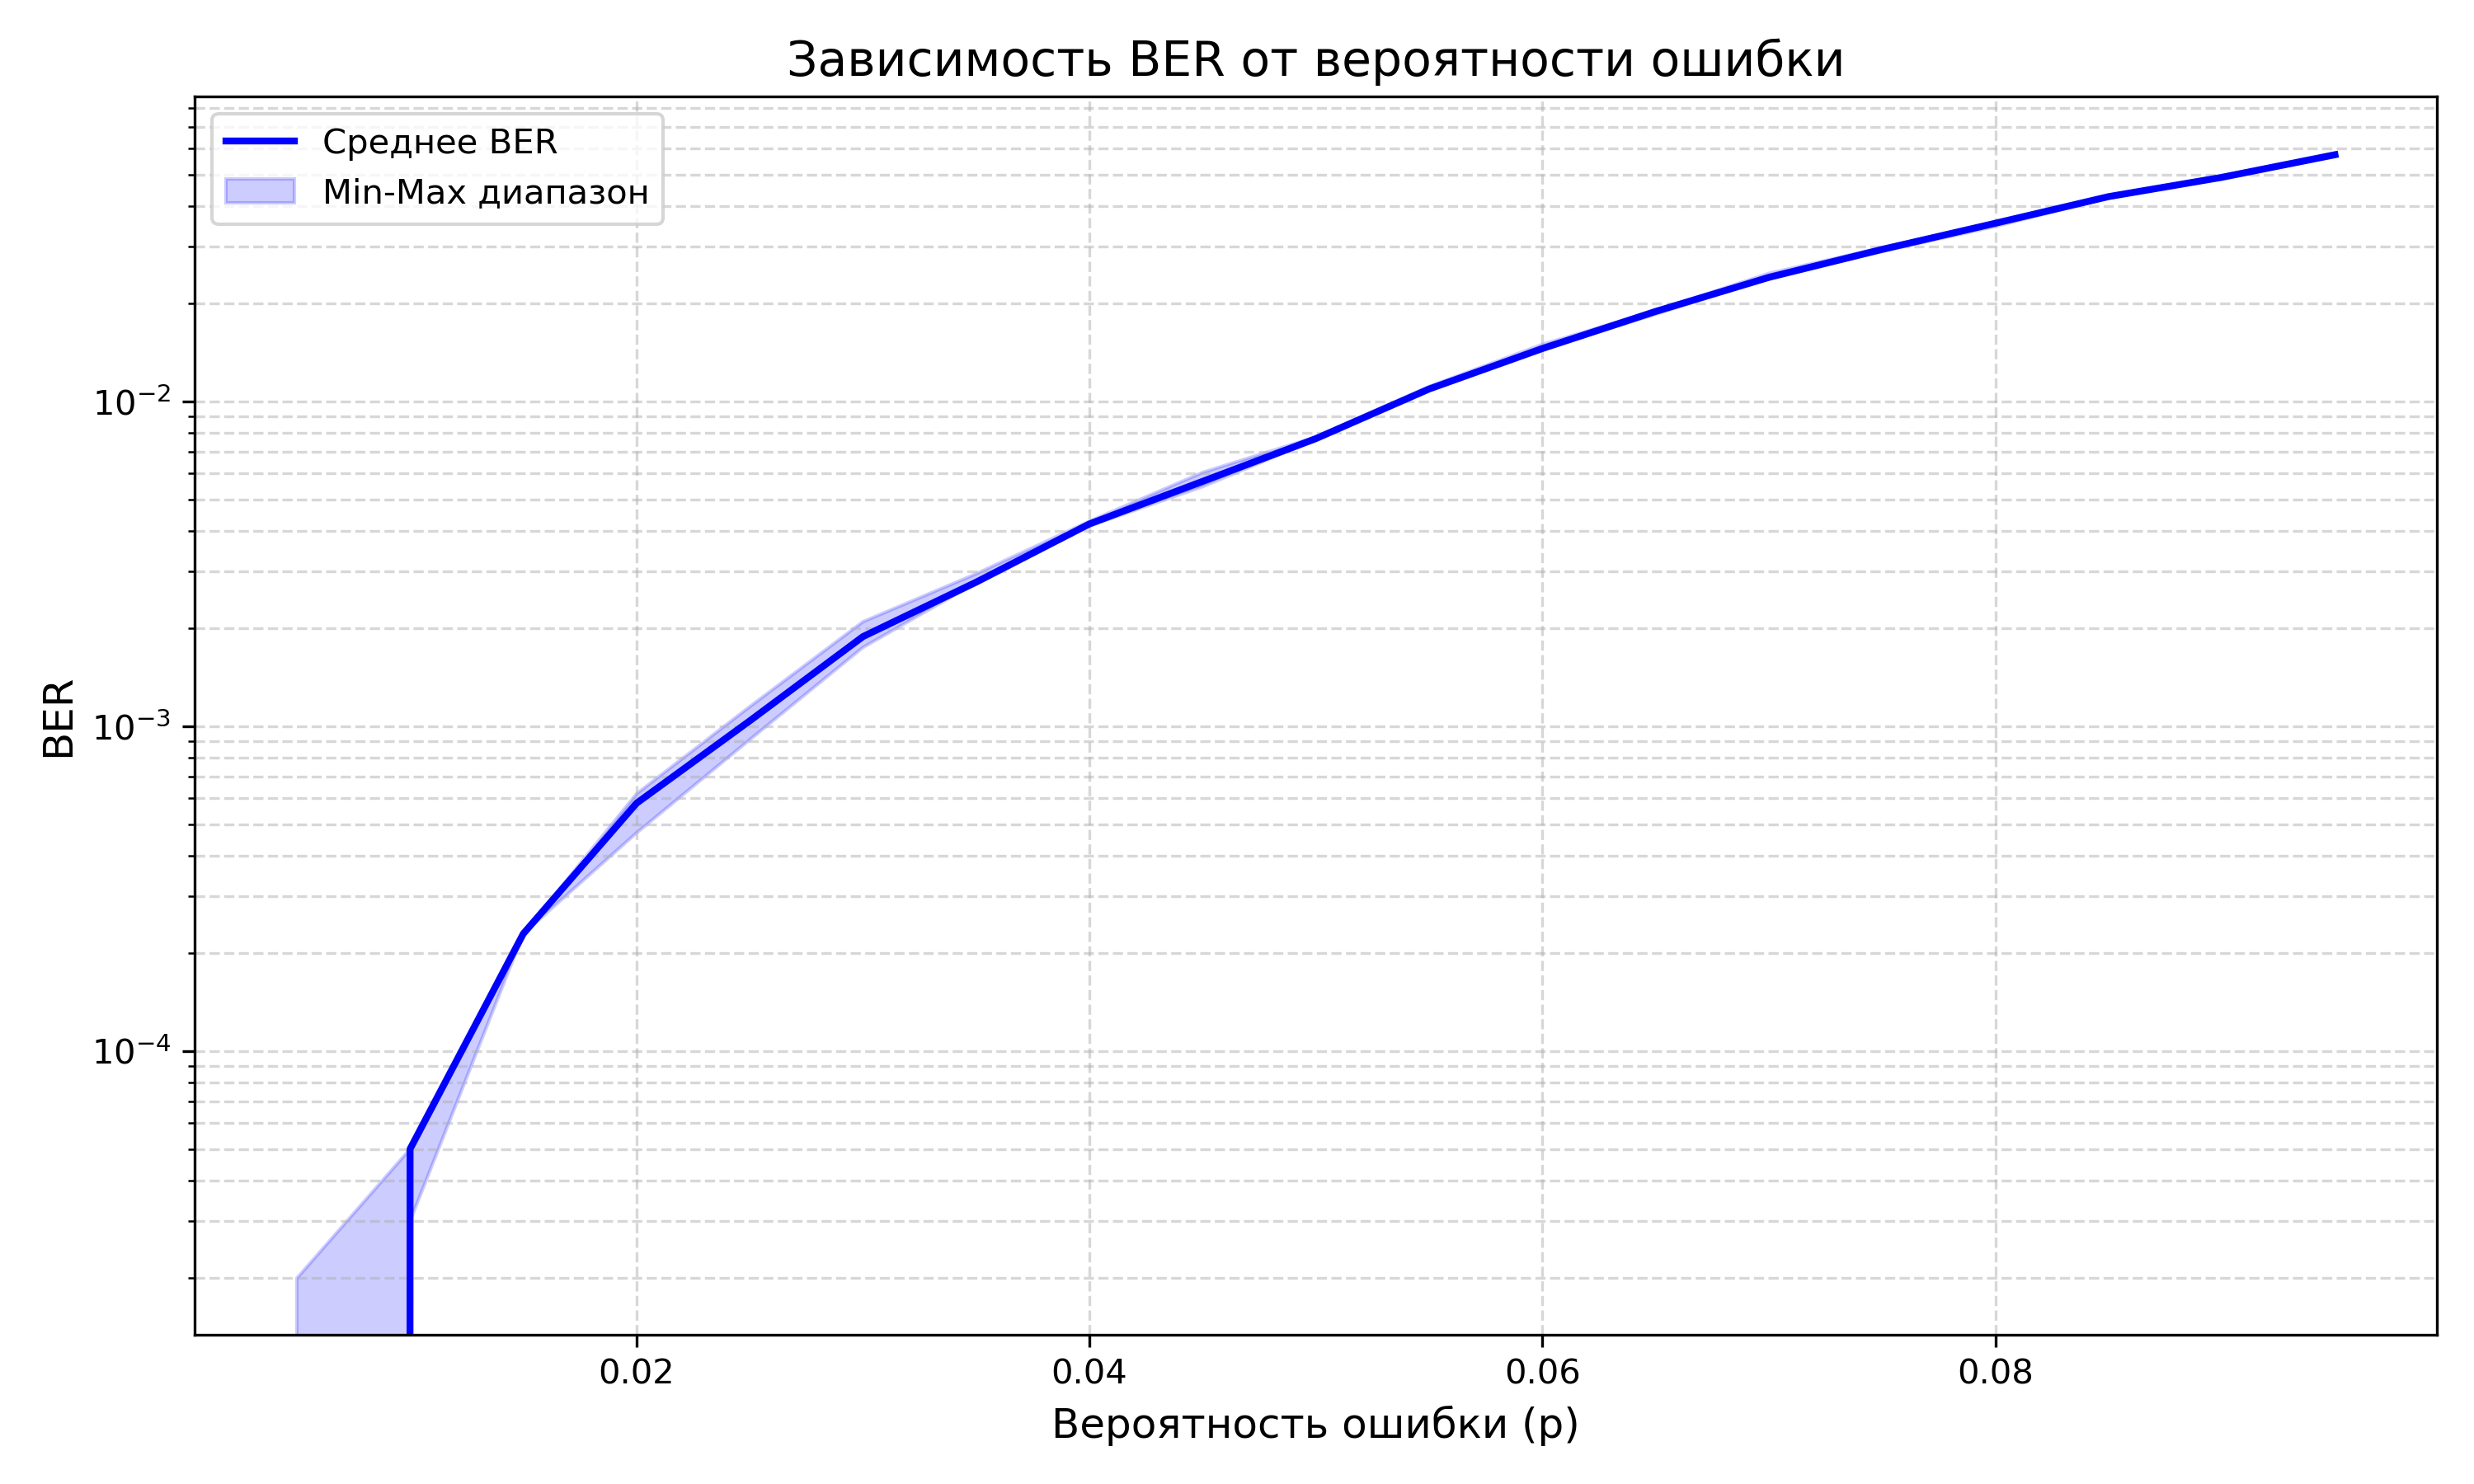 Зависимость BER от вероятности ошибки
Среднее BER
Min-Max диапазон
BER
10⁻²
10⁻³
10⁻⁴
0.02 0.04 0.06 0.08
Вероятность ошибки (p)